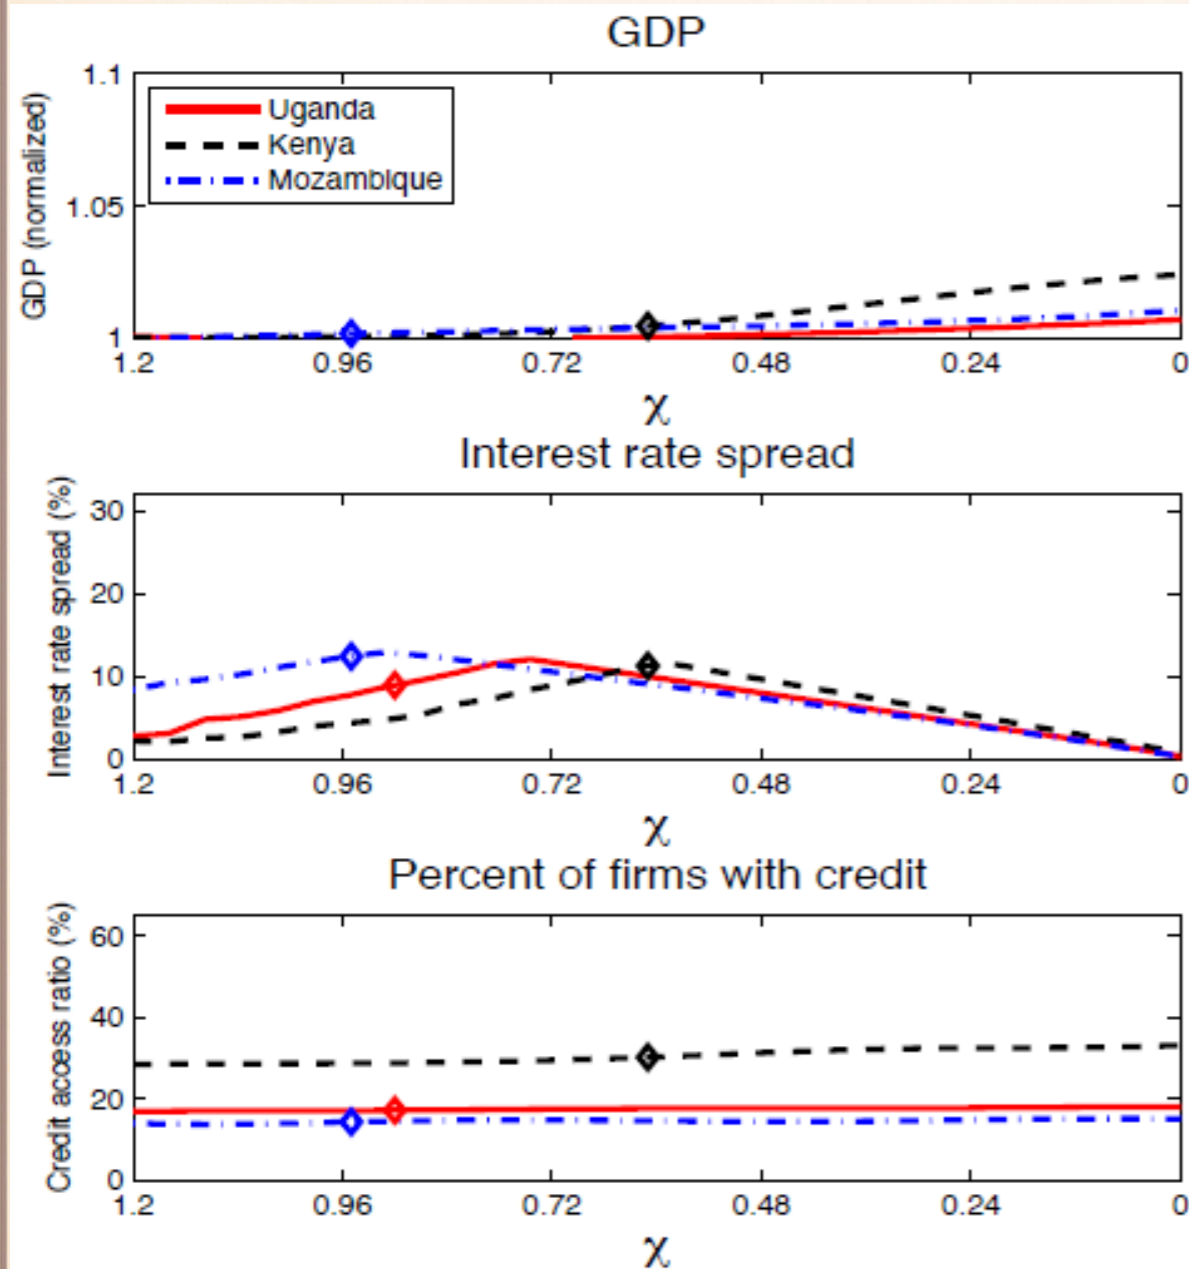 GDP
GDP (normalized)
1.1
1.05
1
Uganda
Kenya
Mozambique
1.2 0.96 0.72 0.48 0.24 0
χ
Interest rate spread
Interest rate spread (%)
30
20
10
0
1.2 0.96 0.72 0.48 0.24 0
χ
Percent of firms with credit
Credit access ratio (%)
60
40
20
0
1.2 0.96 0.72 0.48 0.24 0
χ